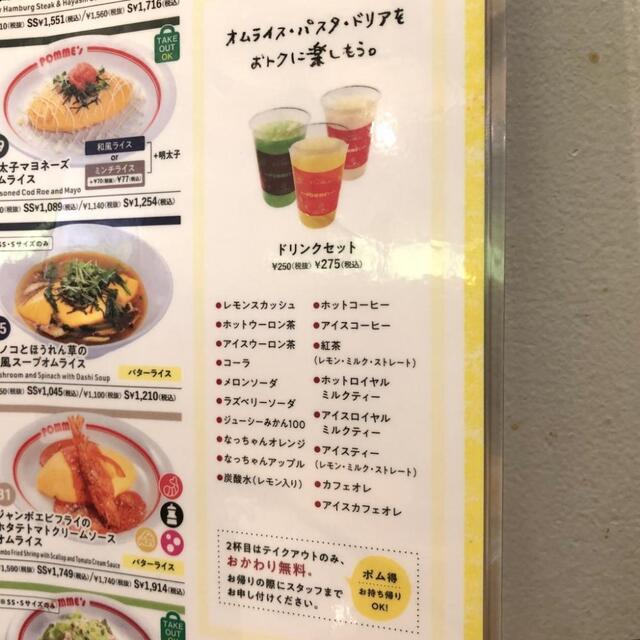 Hamburg Steak & Hayashi
SS¥1,551(税込)/¥1,560(税抜) S¥1,716(税込)
POMME's
TAKE OUT OK
和風ライス
or
ミンチライス
+明太子
+¥70(税抜)¥77(税込)
太子マヨネーズ
ムライス
soned Cod Roe and Mayo
SS¥1,089(税込)/¥1,140(税抜) S¥1,254(税込)
SS・Sサイズのみ
ノコとほうれん草の
風スープオムライス
バターライス
shroom and Spinach with Dashi Soup
SS¥1,045(税込)/¥1,100(税抜) S¥1,210(税込)
POMME's
31
ジャンボエビフライの
ホタテトマトクリームソース
オムライス
バターライス
mbo Fried Shrimp with Scallop and Tomato Cream Sauce
¥1,590(税抜) SS¥1,749(税込)/¥1,740(税抜) S¥1,914(税込)
※SS・Sサイズのみ
TAKE OUT
オムライス・パスタ・ドリアを
おトクに楽しもう。
ドリンクセット
¥250(税抜) ¥275(税込)
レモンスカッシュ
ホットウーロン茶
アイスウーロン茶
コーラ
メロンソーダ
ラズベリーソーダ
ジューシーみかん100
なっちゃんオレンジ
なっちゃんアップル
炭酸水(レモン入り)
ホットコーヒー
アイスコーヒー
紅茶
(レモン・ミルク・ストレート)
ホットロイヤル
ミルクティー
アイスロイヤル
ミルクティー
アイスティー
(レモン・ミルク・ストレート)
カフェオレ
アイスカフェオレ
2杯目はテイクアウトのみ、
おかわり無料。
お帰りの際にスタッフまで
お申し付けください。
ポム得
お持ち帰り
OK!